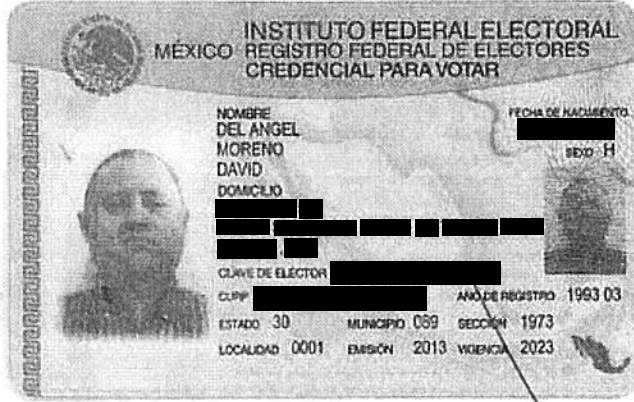 INSTITUTO FEDERAL ELECTORAL
MÉXICO REGISTRO FEDERAL DE ELECTORES
CREDENCIAL PARA VOTAR
NOMBRE
DEL ANGEL
MORENO
DAVID
FECHA DE NACIMIENTO
SEXO H
DOMICILIO
CLAVE DE ELECTOR
CURP
AÑO DE REGISTRO 1993 03
ESTADO 30 MUNICIPIO 089 SECCIÓN 1973
LOCALIDAD 0001 EMISIÓN 2013 VIGENCIA 2023